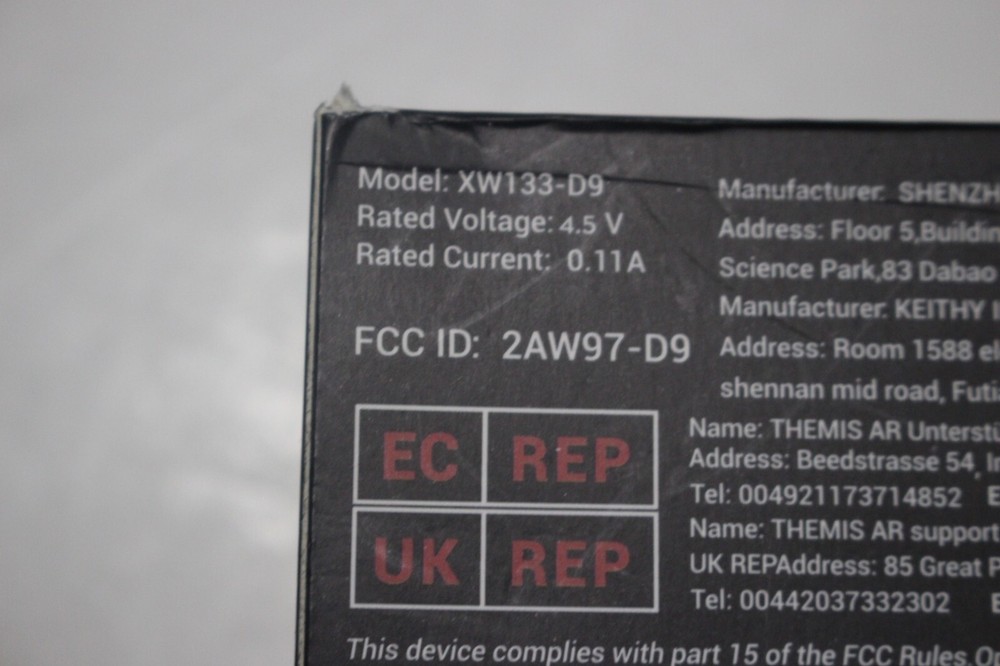 Model: XW133-D9
Rated Voltage: 4.5 V
Rated Current: 0.11A
FCC ID: 2AW97-D9
EC REP
UK REP
Manufacturer: SHENZH
Address: Floor 5,Buildin
Science Park,83 Dabao
Manufacturer: KEITHY
Address: Room 1588 el
shennan mid road, Futi
Name: THEMIS AR Unterstü
Address: Beedstrasse 54, In
Tel: 004921173714852 E
Name: THEMIS AR support
UK REPAddress: 85 Great P
Tel: 00442037332302 E
This device complies with part 15 of the FCC Rules.Op